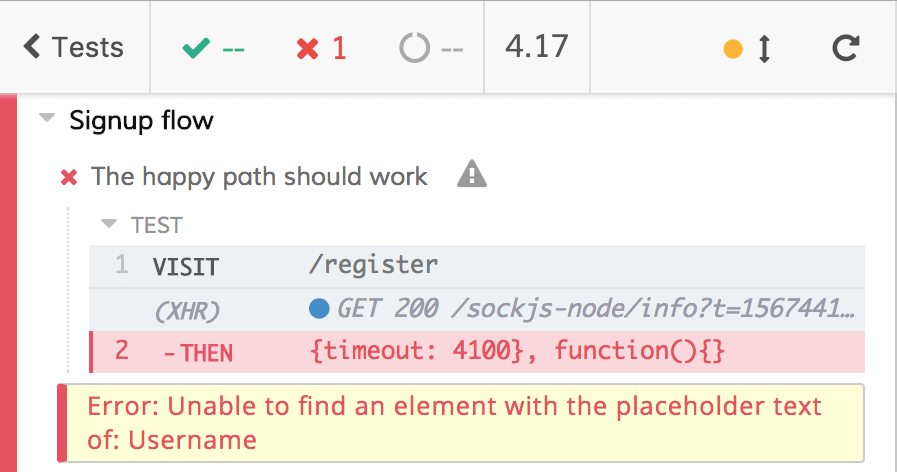 Tests -- 1 -- 4.17
Signup flow
The happy path should work
TEST
1 VISIT /register
(XHR) GET 200 /sockjs-node/info?t=1567441…
2 -THEN {timeout: 4100}, function(){}
Error: Unable to find an element with the placeholder text
of: Username